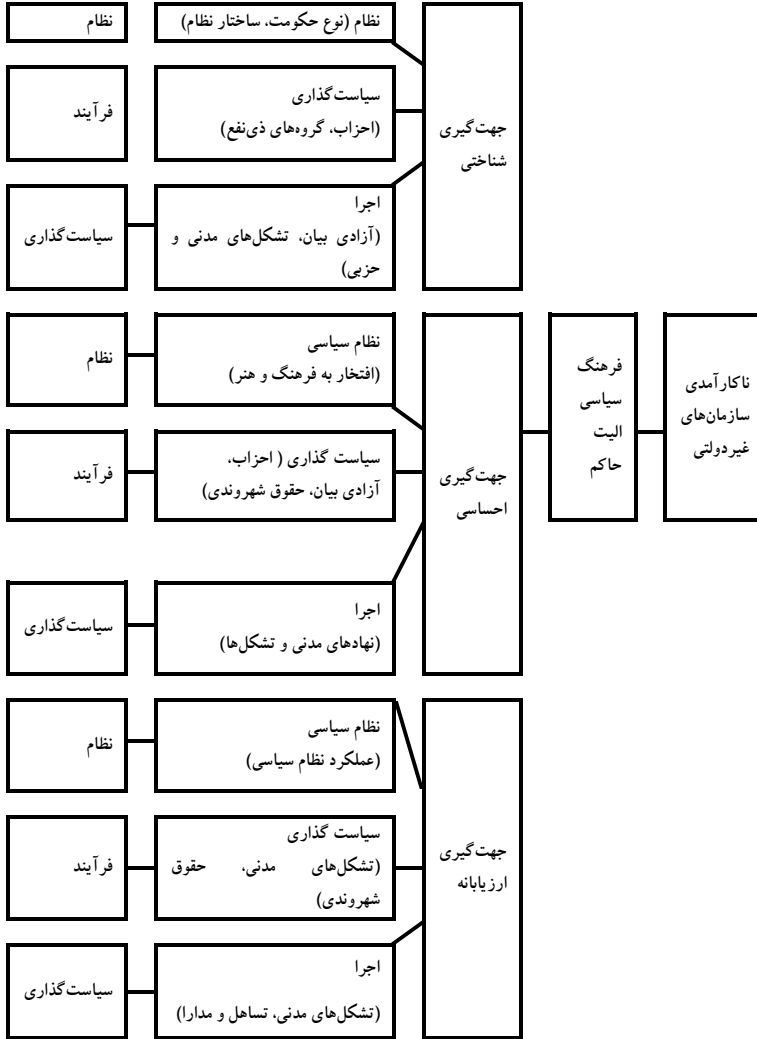 ناکارآمدی
سازمان‌های
غیردولتی
فرهنگ
سیاسی
الیت
حاکم
جهت‌گیری
شناختی
نظام (نوع حکومت، ساختار نظام)
نظام
سیاست‌گذاری
(احزاب، گروه‌های ذی‌نفع)
فرآیند
اجرا
(آزادی بیان، تشکل‌های مدنی و
حزبی)
سیاست‌گذاری
جهت‌گیری
احساسی
نظام سیاسی
(افتخار به فرهنگ و هنر)
نظام
سیاست گذاری ( احزاب،
آزادی بیان، حقوق شهروندی)
فرآیند
اجرا
(نهادهای مدنی و تشکل‌ها)
سیاست‌گذاری
جهت‌گیری
ارزیابانه
نظام سیاسی
(عملکرد نظام سیاسی)
نظام
سیاست گذاری
(تشکل‌های مدنی، حقوق
شهروندی)
فرآیند
اجرا
(تشکل‌های مدنی، تساهل و مدارا)
سیاست‌گذاری